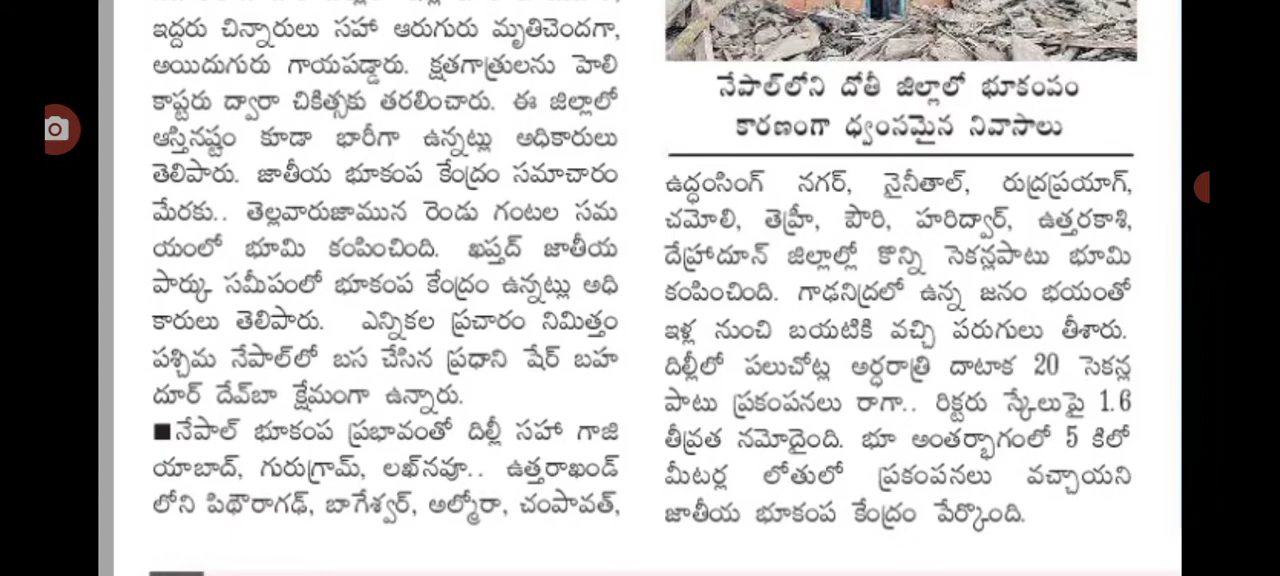 ఇద్దరు చిన్నారులు సహా ఆరుగురు మృతిచెందగా,
అయిదుగురు గాయపడ్డారు. క్షతగాత్రులను హెలి
కాప్టరు ద్వారా చికిత్సకు తరలించారు. ఈ జిల్లాలో
ఆస్తినష్టం కూడా భారీగా ఉన్నట్లు అధికారులు
తెలిపారు. జాతీయ భూకంప కేంద్రం సమాచారం
మేరకు.. తెల్లవారుజామున రెండు గంటల సమ
యంలో భూమి కంపించింది. ఖప్తడ్ జాతీయ
పార్కు సమీపంలో భూకంప కేంద్రం ఉన్నట్లు అధి
కారులు తెలిపారు. ఎన్నికల ప్రచారం నిమిత్తం
పశ్చిమ నేపాల్‌లో బస చేసిన ప్రధాని షేర్ బహ
దూర్ దేవ్‌బా క్షేమంగా ఉన్నారు.
■నేపాల్ భూకంప ప్రభావంతో దిల్లీ సహా గాజి
యాబాద్, గురుగ్రామ్, లఖ్‌నవూ.. ఉత్తరాఖండ్
లోని పిథౌరాగఢ్, బాగేశ్వర్, అల్మోరా, చంపావత్,
నేపాల్‌లోని దోతీ జిల్లాలో భూకంపం
కారణంగా ధ్వంసమైన నివాసాలు
ఉద్ధంసింగ్ నగర్, నైనీతాల్, రుద్రప్రయాగ్,
చమోలి, తెహ్రీ, పౌరి, హరిద్వార్, ఉత్తరకాశి,
దేహ్రాదూన్ జిల్లాల్లో కొన్ని సెకన్లపాటు భూమి
కంపించింది. గాఢనిద్రలో ఉన్న జనం భయంతో
ఇళ్ల నుంచి బయటికి వచ్చి పరుగులు తీశారు.
దిల్లీలో పలుచోట్ల అర్ధరాత్రి దాటాక 20 సెకన్ల
పాటు ప్రకంపనలు రాగా.. రిక్టరు స్కేలుపై 1.6
తీవ్రత నమోదైంది. భూ అంతర్భాగంలో 5 కిలో
మీటర్ల లోతులో ప్రకంపనలు వచ్చాయని
జాతీయ భూకంప కేంద్రం పేర్కొంది.